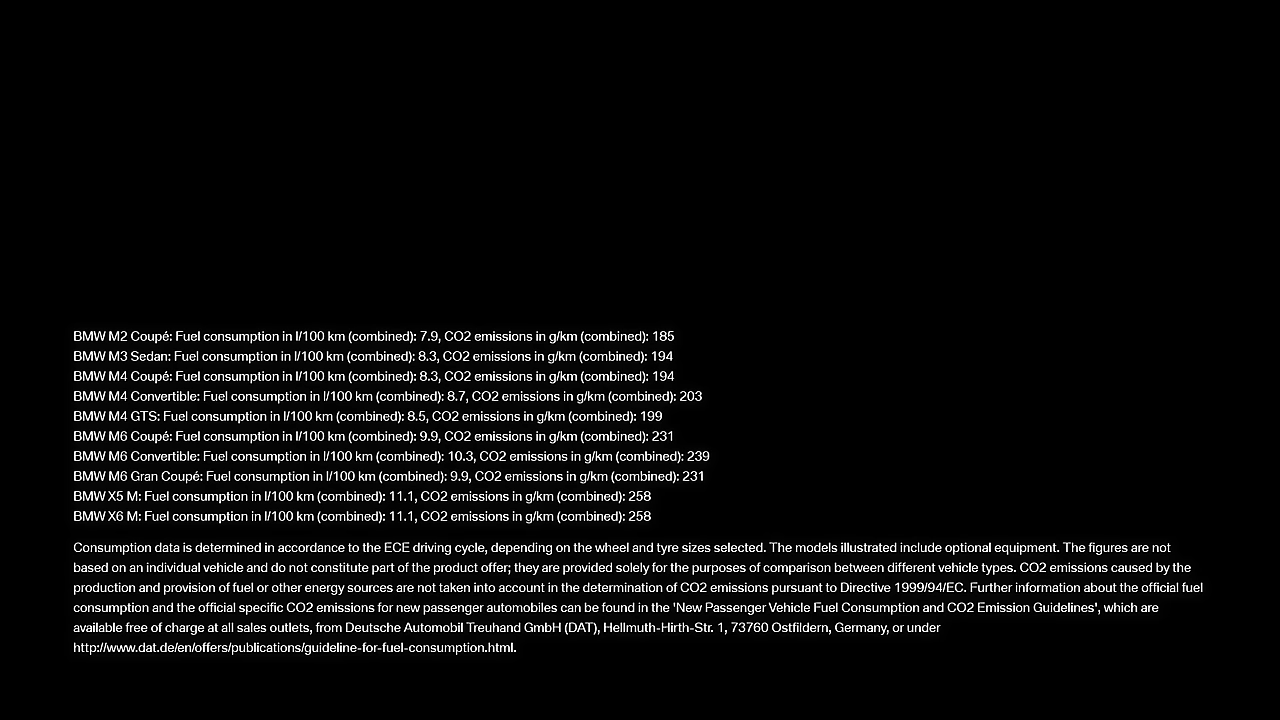 BMW M2 Coupé: Fuel consumption in l/100 km (combined): 7.9, CO2 emissions in g/km (combined): 185
BMW M3 Sedan: Fuel consumption in l/100 km (combined): 8.3, CO2 emissions in g/km (combined): 194
BMW M4 Coupé: Fuel consumption in l/100 km (combined): 8.3, CO2 emissions in g/km (combined): 194
BMW M4 Convertible: Fuel consumption in l/100 km (combined): 8.7, CO2 emissions in g/km (combined): 203
BMW M4 GTS: Fuel consumption in l/100 km (combined): 8.5, CO2 emissions in g/km (combined): 199
BMW M6 Coupé: Fuel consumption in l/100 km (combined): 9.9, CO2 emissions in g/km (combined): 231
BMW M6 Convertible: Fuel consumption in l/100 km (combined): 10.3, CO2 emissions in g/km (combined): 239
BMW M6 Gran Coupé: Fuel consumption in l/100 km (combined): 9.9, CO2 emissions in g/km (combined): 231
BMW X5 M: Fuel consumption in l/100 km (combined): 11.1, CO2 emissions in g/km (combined): 258
BMW X6 M: Fuel consumption in l/100 km (combined): 11.1, CO2 emissions in g/km (combined): 258
Consumption data is determined in accordance to the ECE driving cycle, depending on the wheel and tyre sizes selected. The models illustrated include optional equipment. The figures are not
based on an individual vehicle and do not constitute part of the product offer; they are provided solely for the purposes of comparison between different vehicle types. CO2 emissions caused by the
production and provision of fuel or other energy sources are not taken into account in the determination of CO2 emissions pursuant to Directive 1999/94/EC. Further information about the official fuel
consumption and the official specific CO2 emissions for new passenger automobiles can be found in the 'New Passenger Vehicle Fuel Consumption and CO2 Emission Guidelines', which are
available free of charge at all sales outlets, from Deutsche Automobil Treuhand GmbH (DAT), Hellmuth-Hirth-Str. 1, 73760 Ostfildern, Germany, or under
http://www.dat.de/en/offers/publications/guideline-for-fuel-consumption.html.